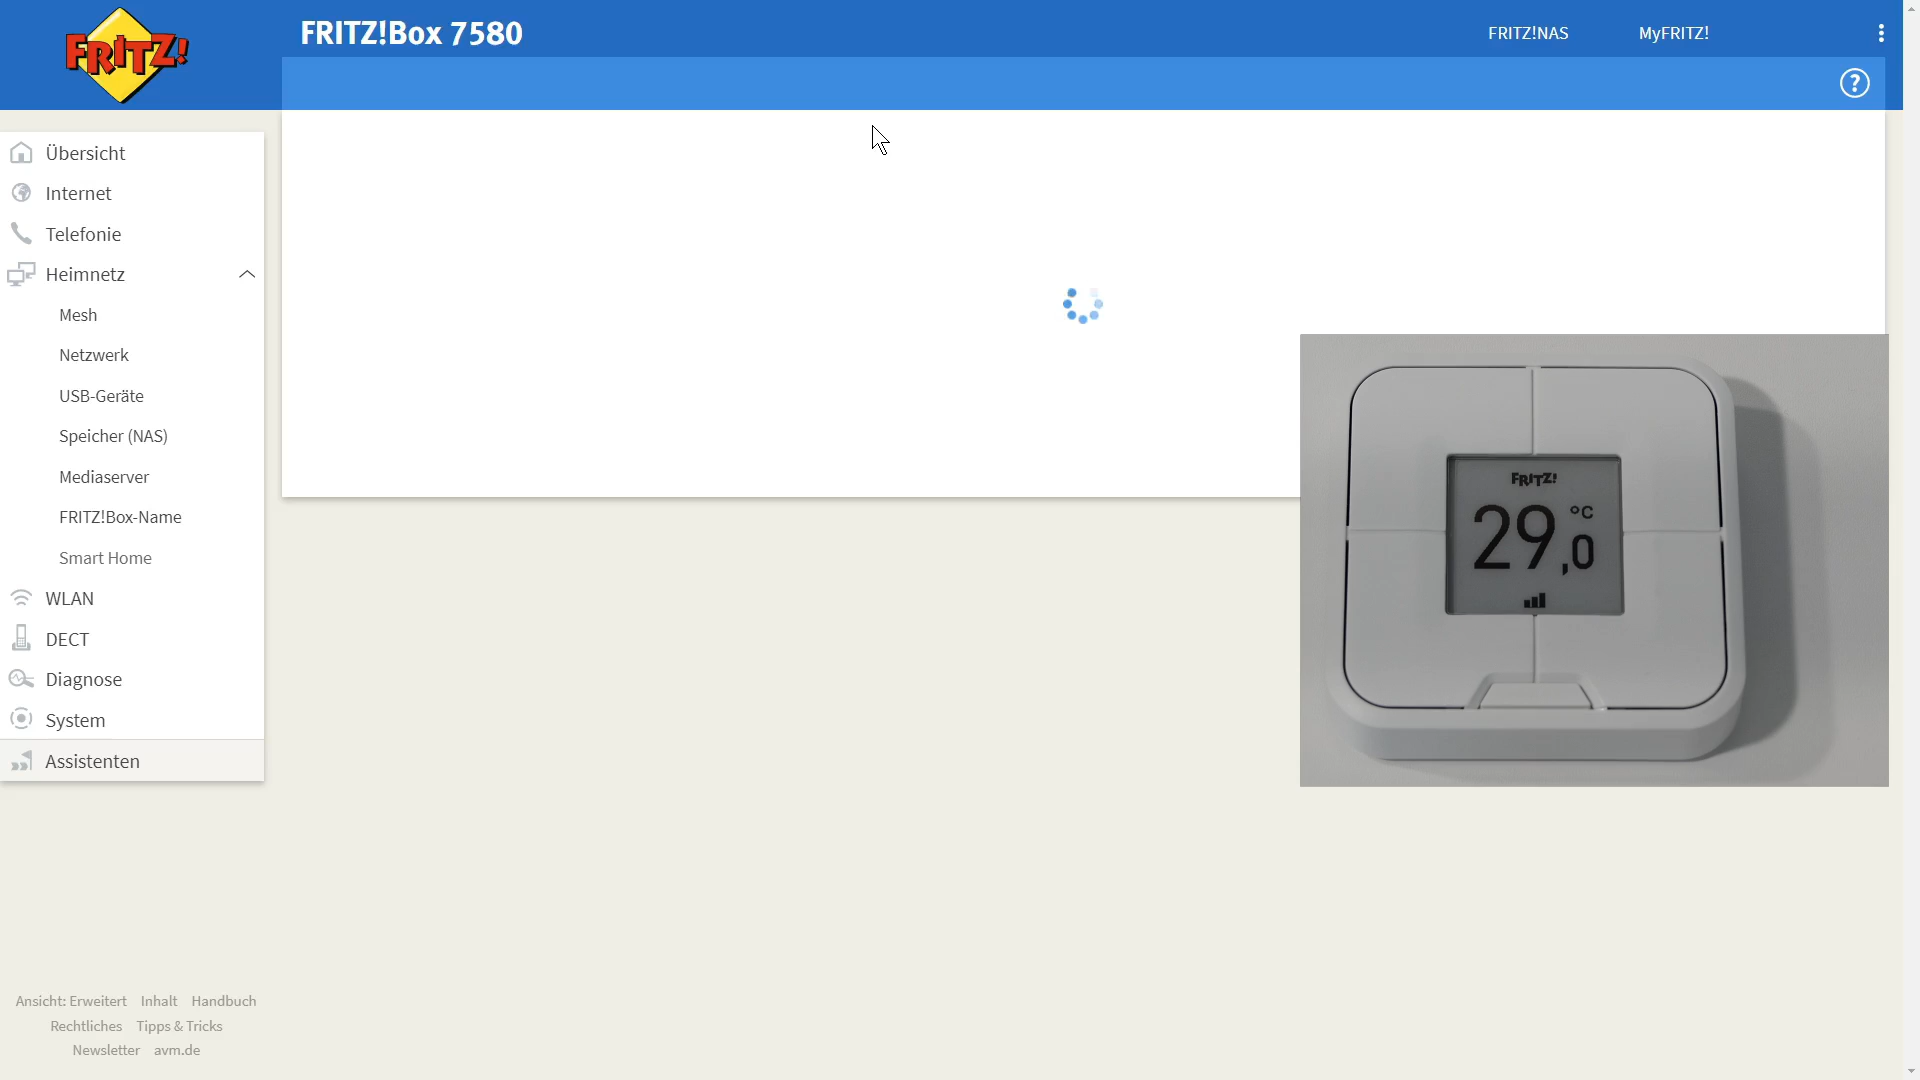 FRITZ!
FRITZ!Box 7580
FRITZ!NAS
MyFRITZ!
?
Übersicht
Internet
Telefonie
Heimnetz
Mesh
Netzwerk
USB-Geräte
Speicher (NAS)
Mediaserver
FRITZ!Box-Name
Smart Home
WLAN
DECT
Diagnose
System
Assistenten
Ansicht: Erweitert Inhalt Handbuch
Rechtliches Tipps & Tricks
Newsletter avm.de
FRITZ!
29,0 °C